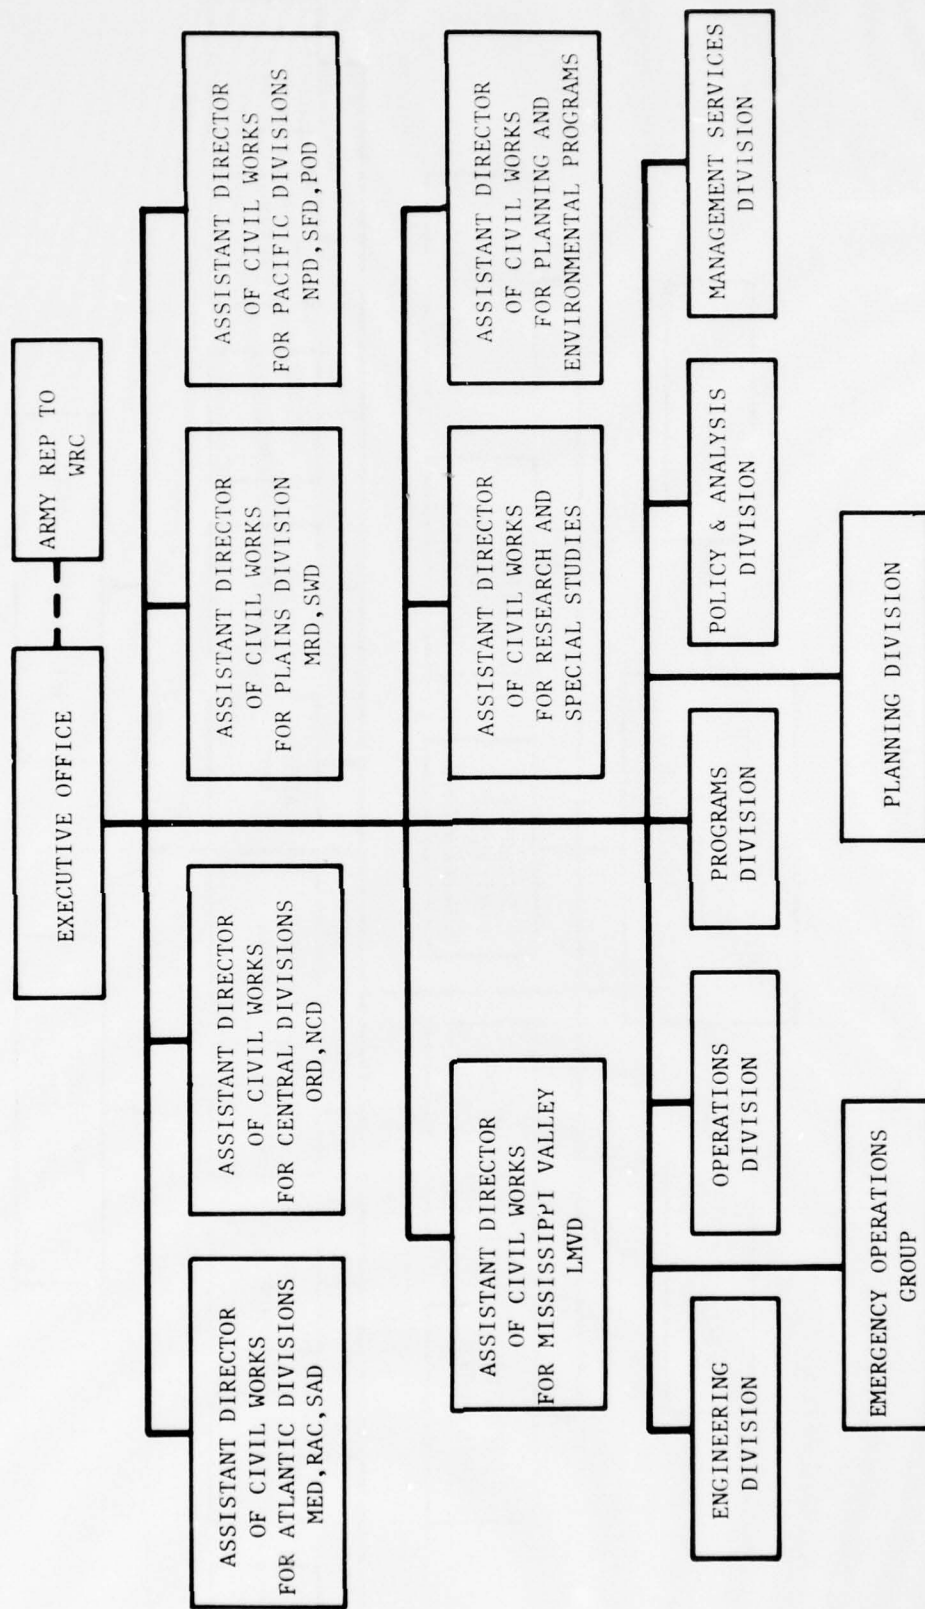 EXECUTIVE OFFICE
ARMY REP TO
WRC
ASSISTANT DIRECTOR
OF CIVIL WORKS
FOR ATLANTIC DIVISIONS
MED,RAC,SAD
ASSISTANT DIRECTOR
OF CIVIL WORKS
FOR CENTRAL DIVISIONS
ORD,NCD
ASSISTANT DIRECTOR
OF CIVIL WORKS
FOR PLAINS DIVISION
MRD,SWD
ASSISTANT DIRECTOR
OF CIVIL WORKS
FOR PACIFIC DIVISIONS
NPD,SFD,POD
ASSISTANT DIRECTOR
OF CIVIL WORKS
FOR MISSISSIPPI VALLEY
LMVD
ASSISTANT DIRECTOR
OF CIVIL WORKS
FOR RESEARCH AND
SPECIAL STUDIES
ASSISTANT DIRECTOR
OF CIVIL WORKS
FOR PLANNING AND
ENVIRONMENTAL PROGRAMS
ENGINEERING
DIVISION
OPERATIONS
DIVISION
PROGRAMS
DIVISION
POLICY & ANALYSIS
DIVISION
MANAGEMENT SERVICES
DIVISION
EMERGENCY OPERATIONS
GROUP
PLANNING DIVISION